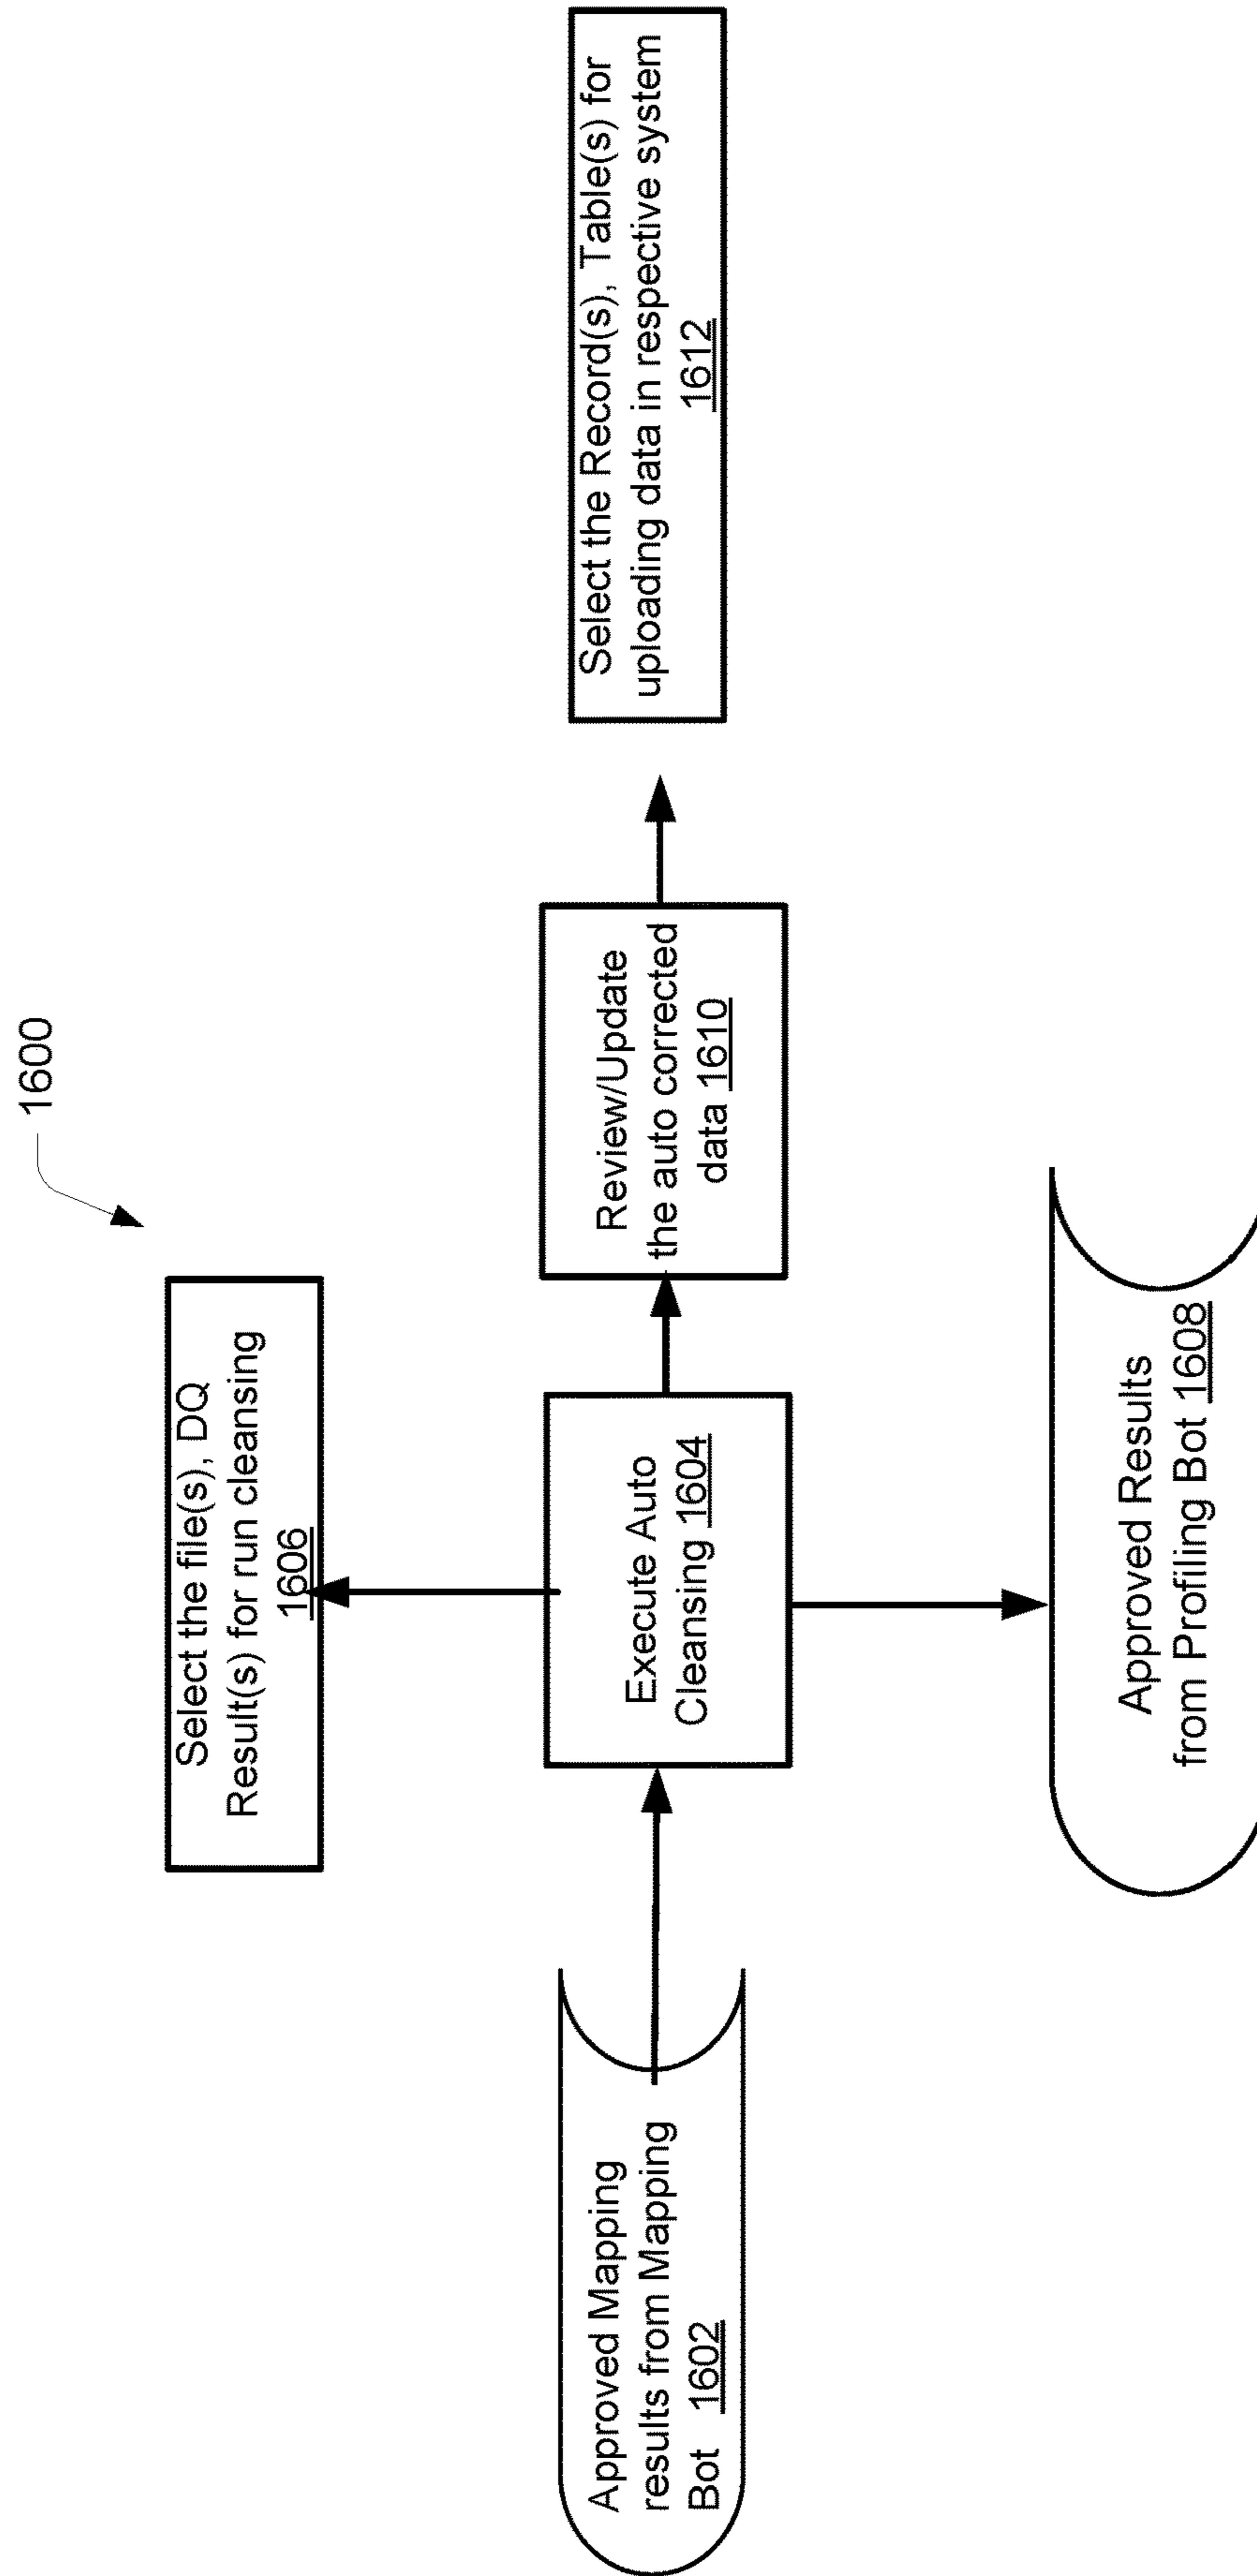 1600
Select the file(s), DQ
Result(s) for run cleansing
1606
Approved Mapping
results from Mapping
Bot 1602
Execute Auto
Cleansing 1604
Review/Update
the auto corrected
data 1610
Select the Record(s), Table(s) for
uploading data in respective system
1612
Approved Results
from Profiling Bot 1608